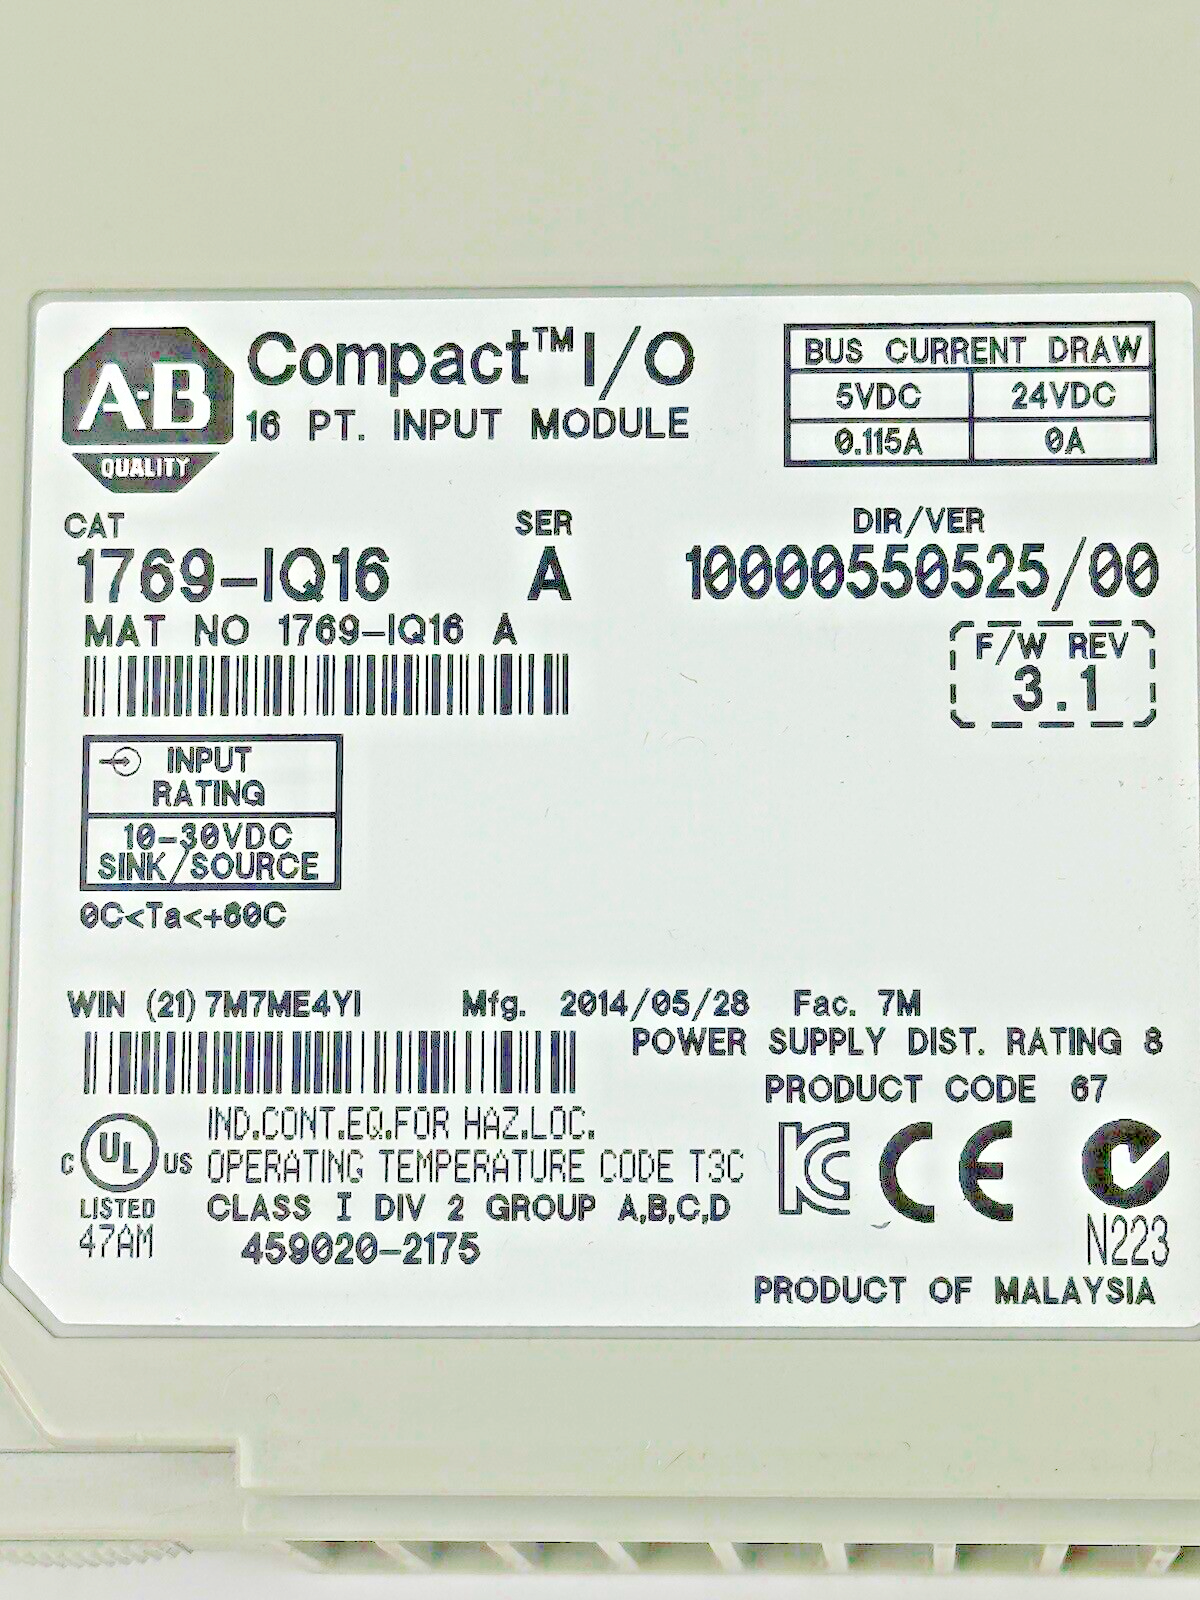 A-B
QUALITY
Compact™ I/O
16 PT. INPUT MODULE
BUS CURRENT DRAW
5VDC 24VDC
0.115A 0A
CAT SER DIR/VER
1769-IQ16 A 10000550525/00
MAT NO 1769-IQ16 A
F/W REV
3.1
INPUT
RATING
10-30VDC
SINK/SOURCE
0C<Ta<+60C
WIN (21) 7M7ME4YI Mfg. 2014/05/28 Fac. 7M
POWER SUPPLY DIST. RATING 8
PRODUCT CODE 67
IND.CONT.EQ.FOR HAZ.LOC.
C UL US OPERATING TEMPERATURE CODE T3C
LISTED CLASS I DIV 2 GROUP A,B,C,D
47AM 459020-2175
KC CE
N223
PRODUCT OF MALAYSIA